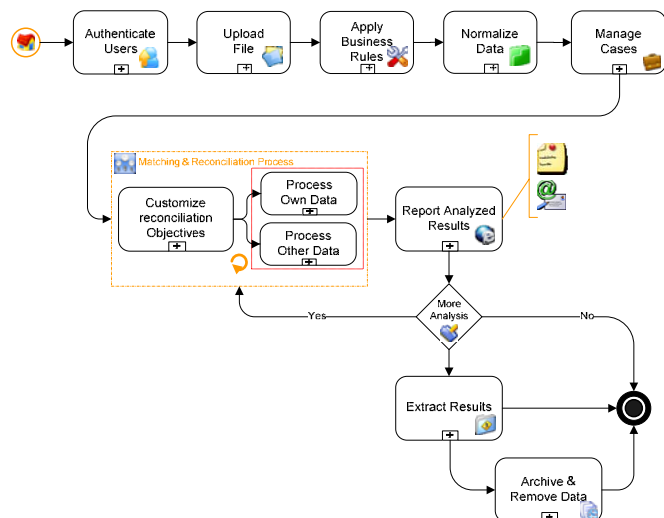 Authenticate
Users
Upload
File
Apply
Business
Rules
Normalize
Data
Manage
Cases
Matching & Reconciliation Process
Customize
reconciliation
Objectives
Process
Own Data
Process
Other Data
Report Analyzed
Results
More
Analysis
Yes
No
Extract Results
Archive &
Remove Data